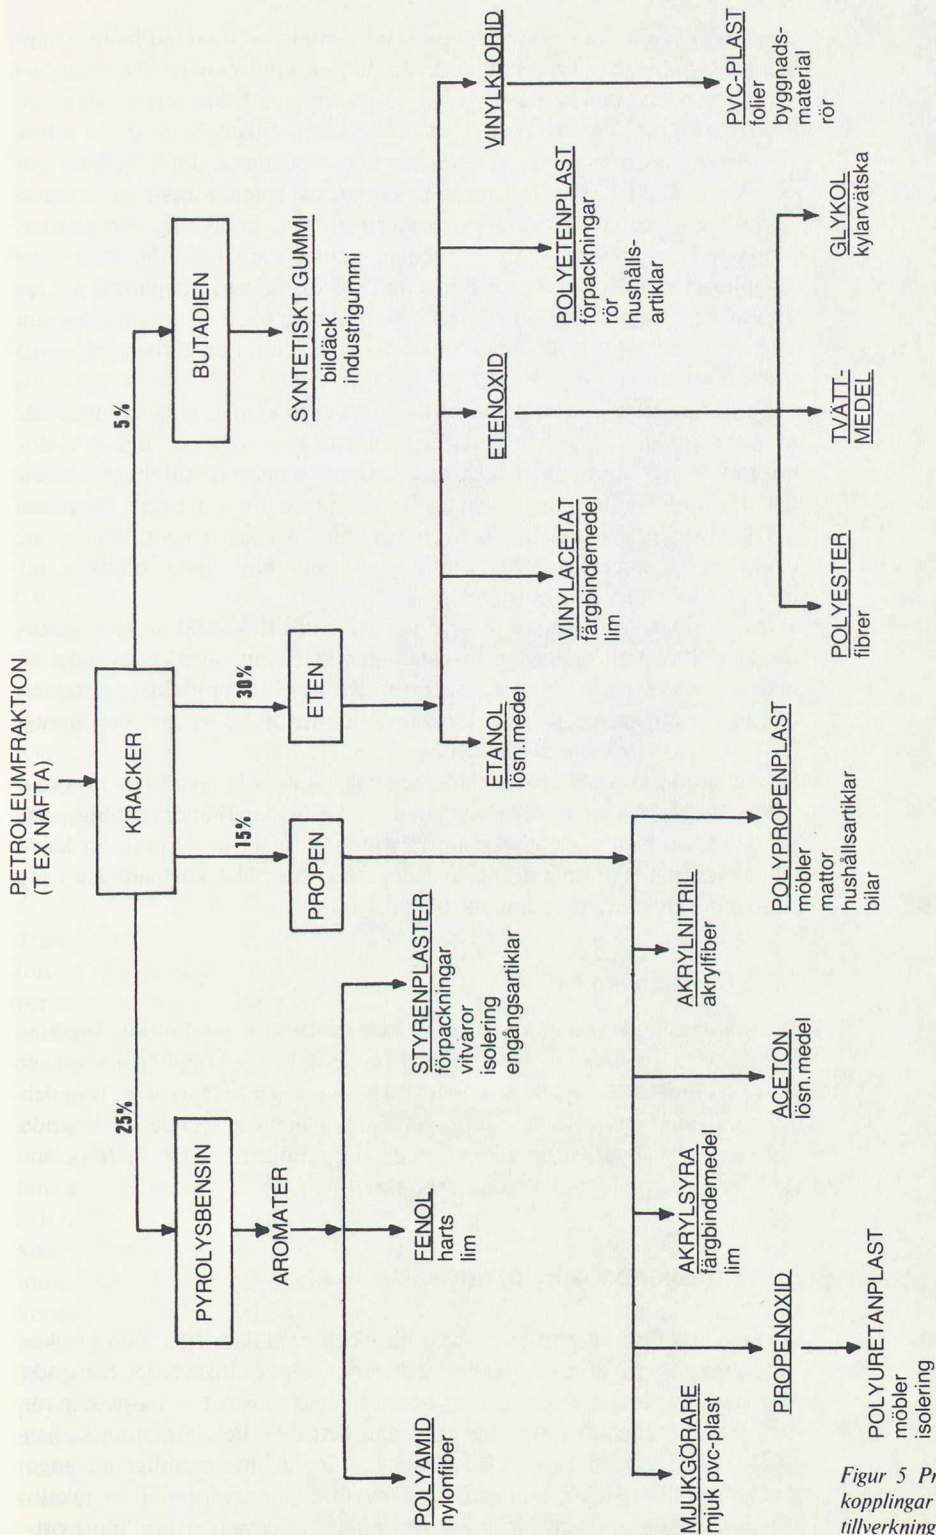 PETROLEUMFRAKTION
(T. EX NAFTA)
KRACKER
25%
15%
30%
5%
PYROLYSBENSIN
PROPEN
ETEN
BUTADIEN
AROMATER
SYNTETISKT GUMMI
bildäck
industrigummi
POLYAMID
nylonfiber
FENOL
harts
lim
STYRENPLASTER
förpackningar
vitvaror
isolering
engångsartiklar
ETANOL
lösn.medel
VINYLACETAT
färgbindemedel
lim
ETENOXID
POLYETENPLAST
förpackningar
rör
hushålls-
artiklar
VINYLKLORID
PVC-PLAST
folier
byggnads-
material
rör
MJUKGÖRARE
mjuk pvc-plast
PROPENOXID
POLYURETANPLAST
möbler
isolering
AKRYLSYRA
färgbindemedel
lim
ACETON
lösn.medel
AKRYLNITRIL
akrylfiber
POLYPROPENPLAST
möbler
mattor
hushållsartiklar
bilar
POLYESTER
fibrer
TVÄTT-
MEDEL
GLYKOL
kylarvätska
Figur 5 Pr
kopplingar
tillverkning